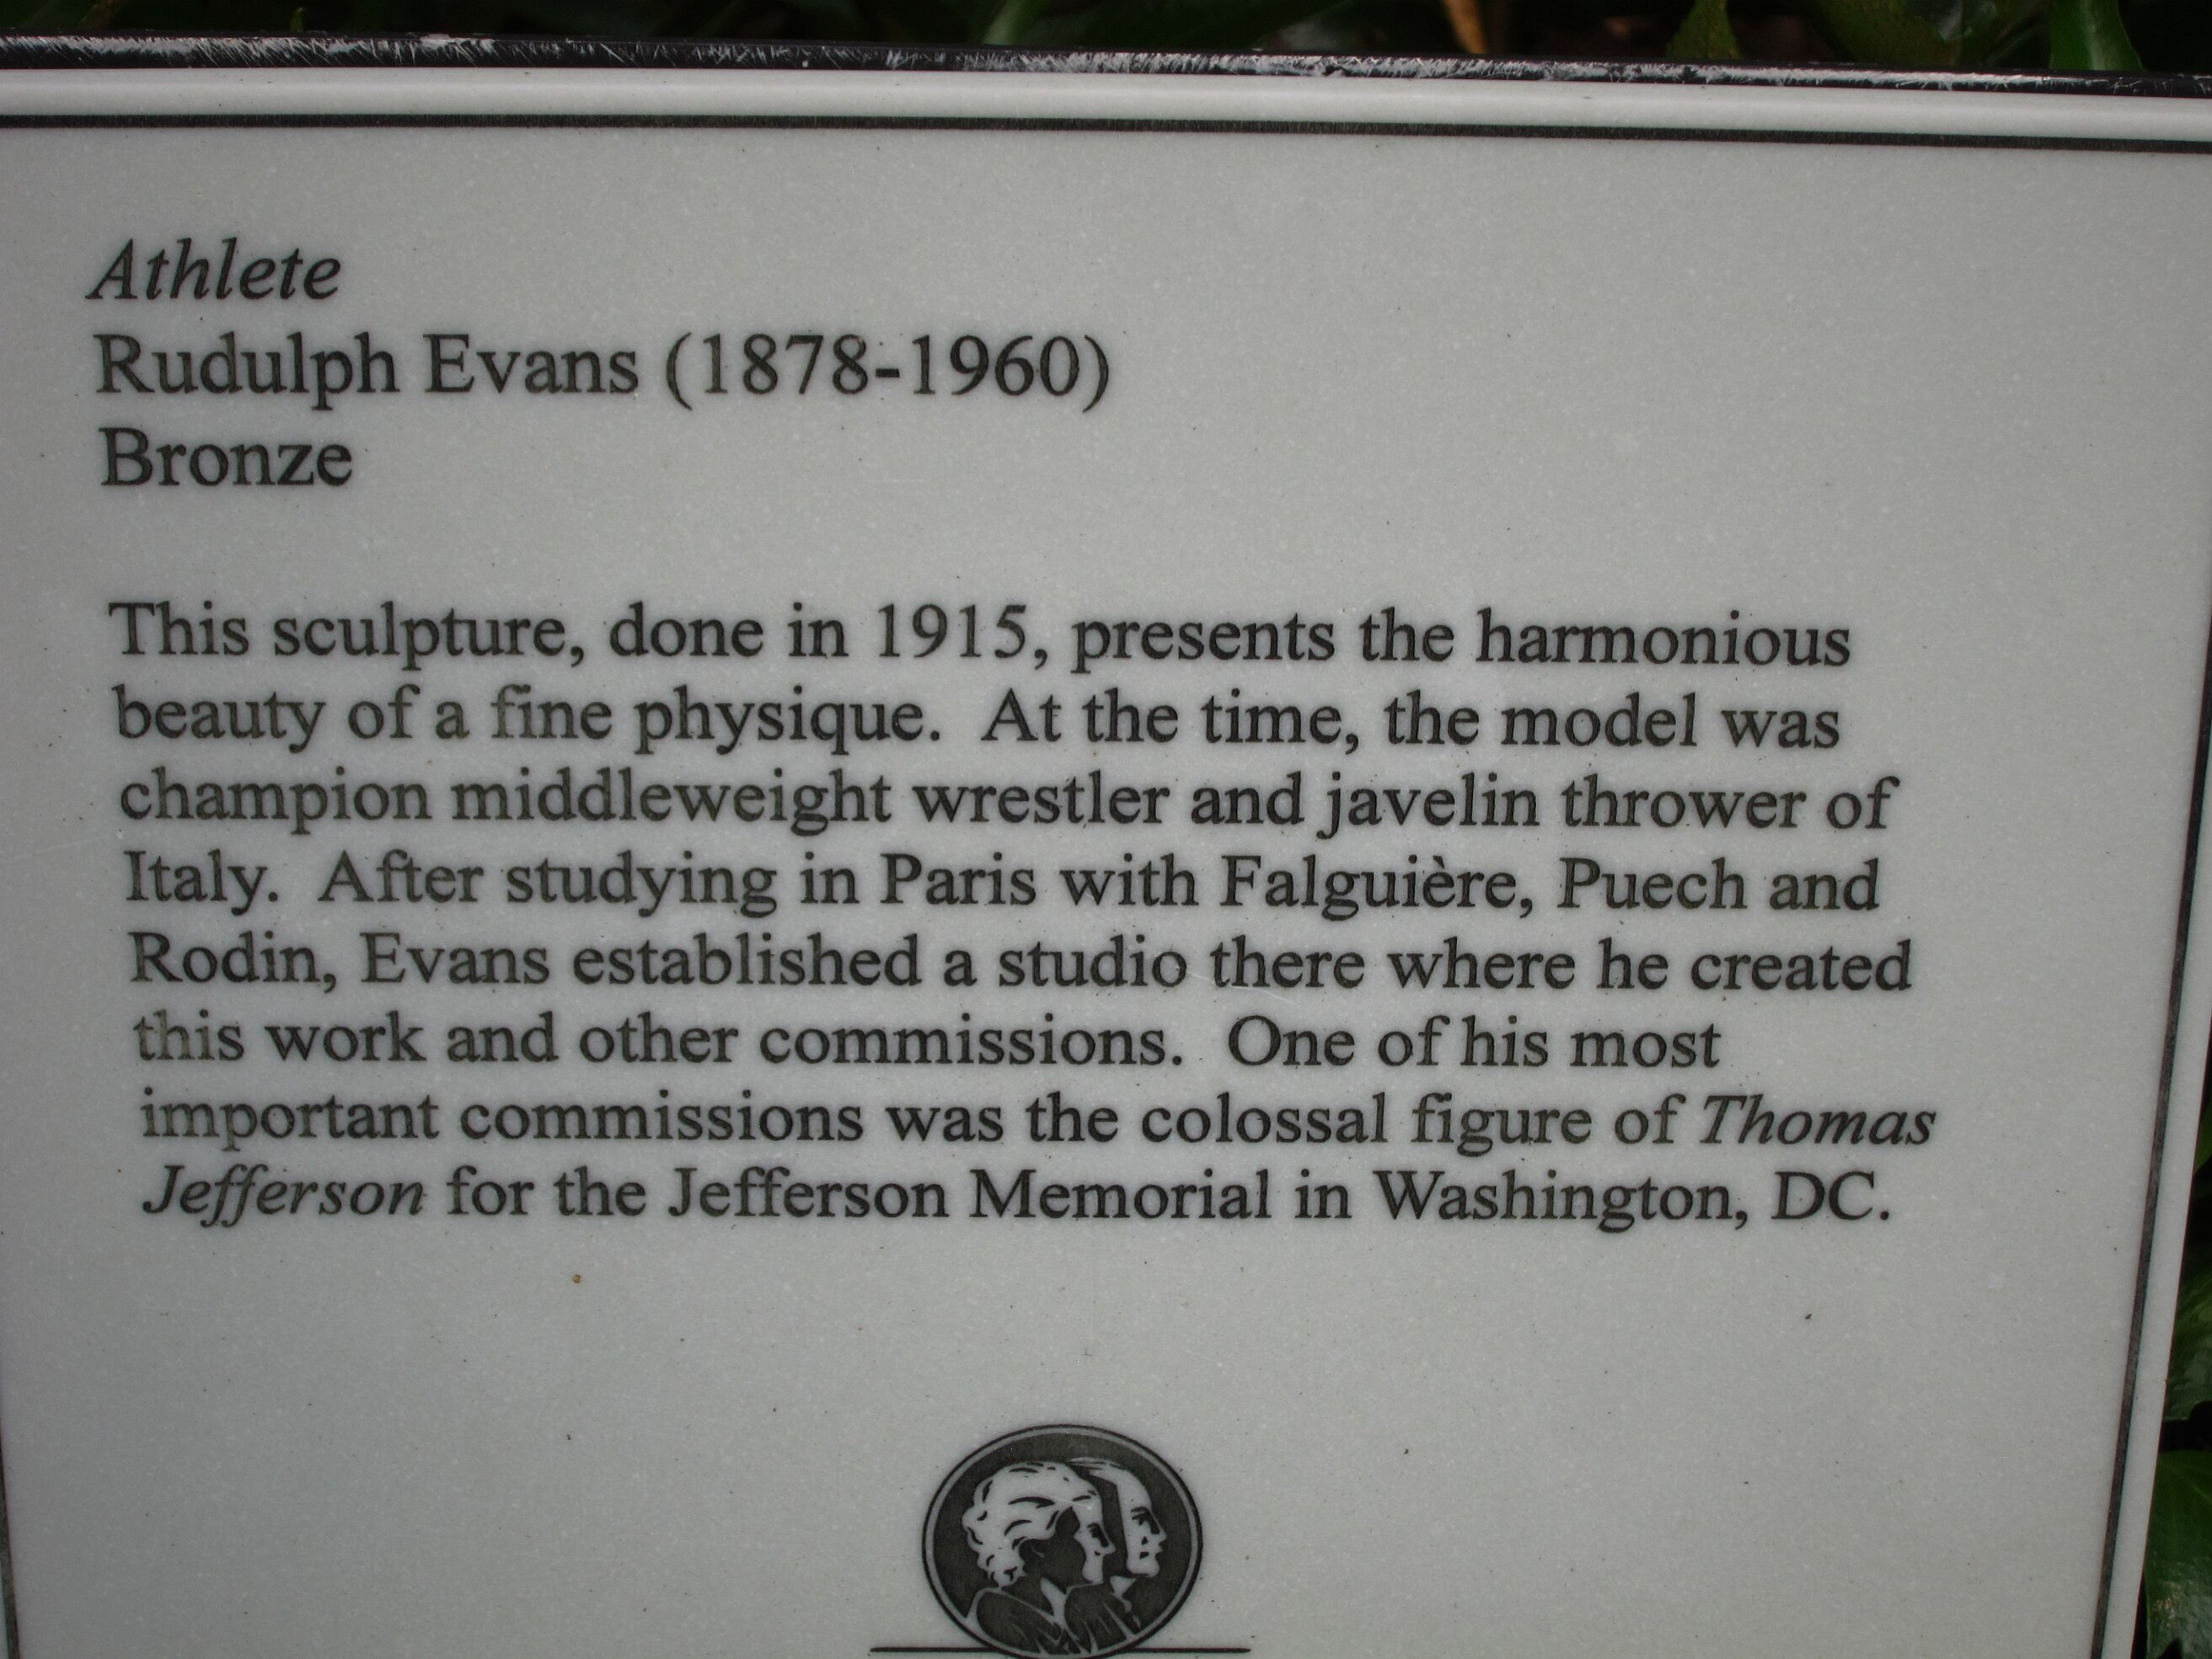 Athlete
Rudulph Evans (1878-1960)
Bronze
This sculpture, done in 1915, presents the harmonious
beauty of a fine physique. At the time, the model was
champion middleweight wrestler and javelin thrower of
Italy. After studying in Paris with Falguière, Puech and
Rodin, Evans established a studio there where he created
this work and other commissions. One of his most
important commissions was the colossal figure of Thomas
Jefferson for the Jefferson Memorial in Washington, DC.